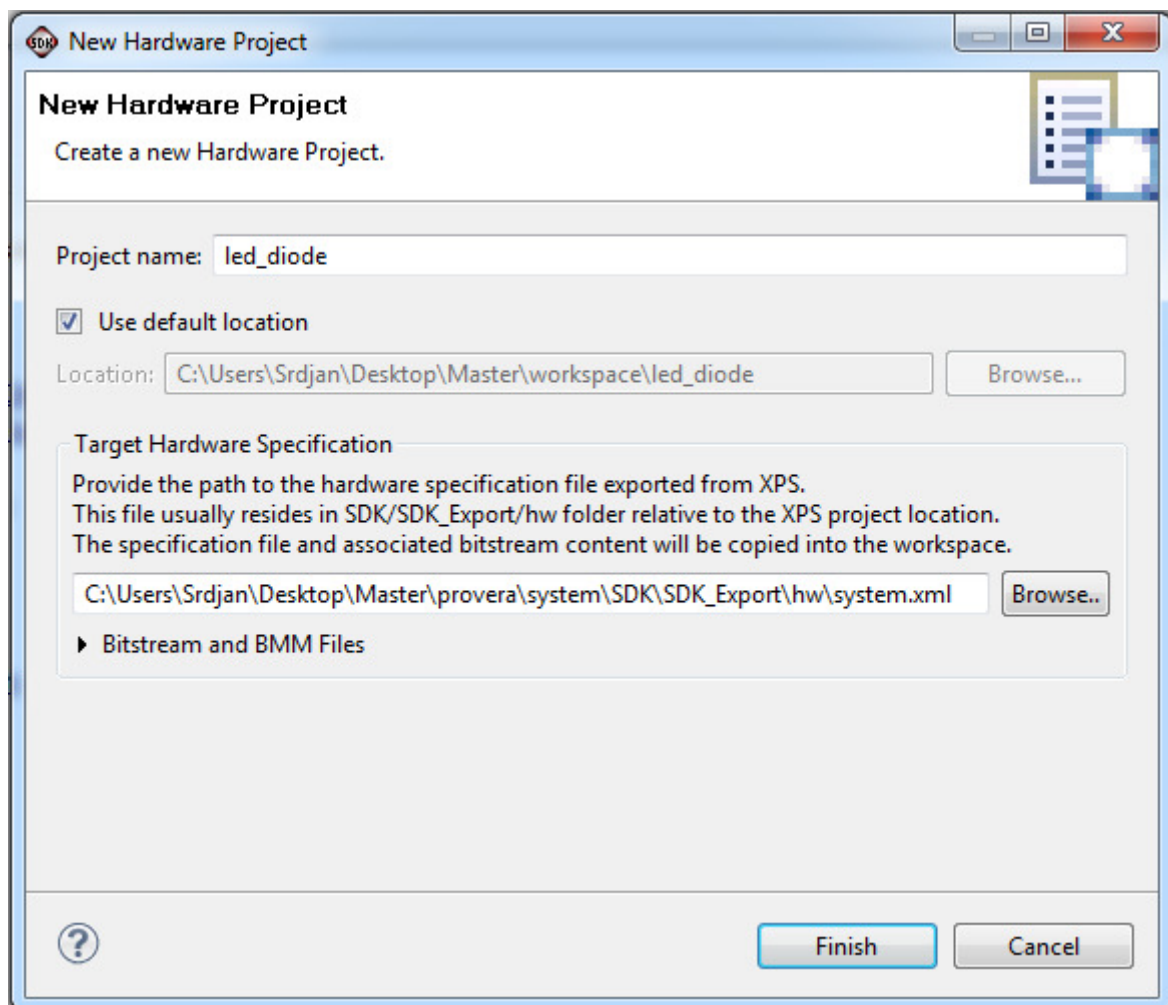 SDK New Hardware Project
New Hardware Project
Create a new Hardware Project.
Project name: led_diode
Use default location
Location: C:\Users\Srdjan\Desktop\Master\workspace\led_diode Browse...
Target Hardware Specification
Provide the path to the hardware specification file exported from XPS.
This file usually resides in SDK/SDK_Export/hw folder relative to the XPS project location.
The specification file and associated bitstream content will be copied into the workspace.
C:\Users\Srdjan\Desktop\Master\provera\system\SDK\SDK_Export\hw\system.xml Browse..
Bitstream and BMM Files
? Finish Cancel